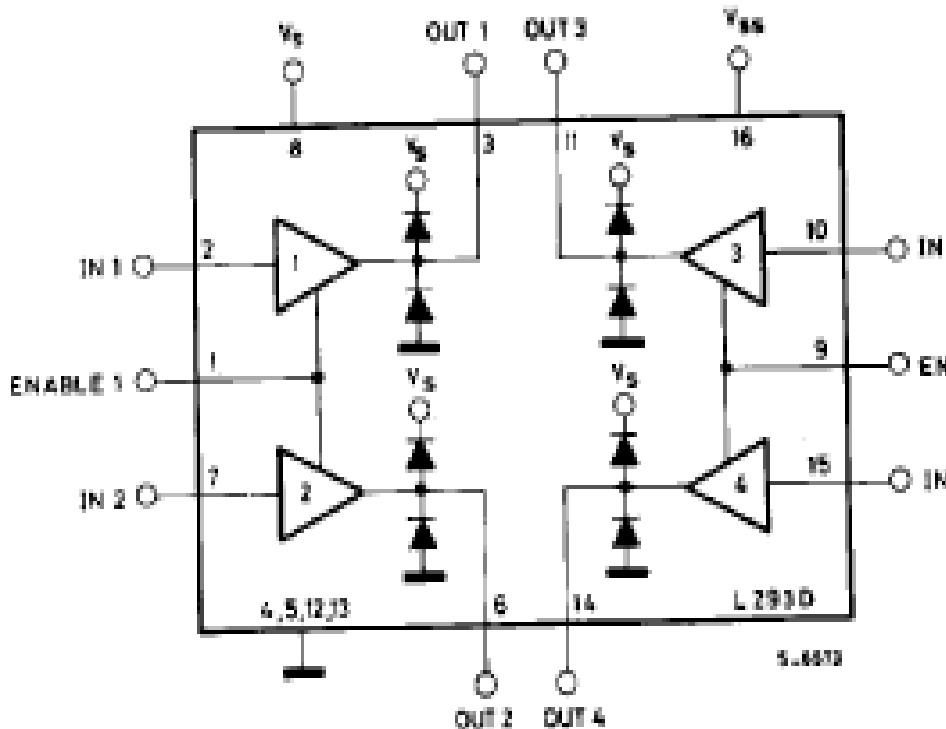 Vs
OUT 1
OUT 3
Vss
8
3
11
16
Vs
Vs
IN 1
2
1
3
10
IN
ENABLE 1
1
9
EN
Vs
Vs
IN 2
7
2
4
15
IN
4,5,12,13
6
14
L293D
OUT 2
OUT 4